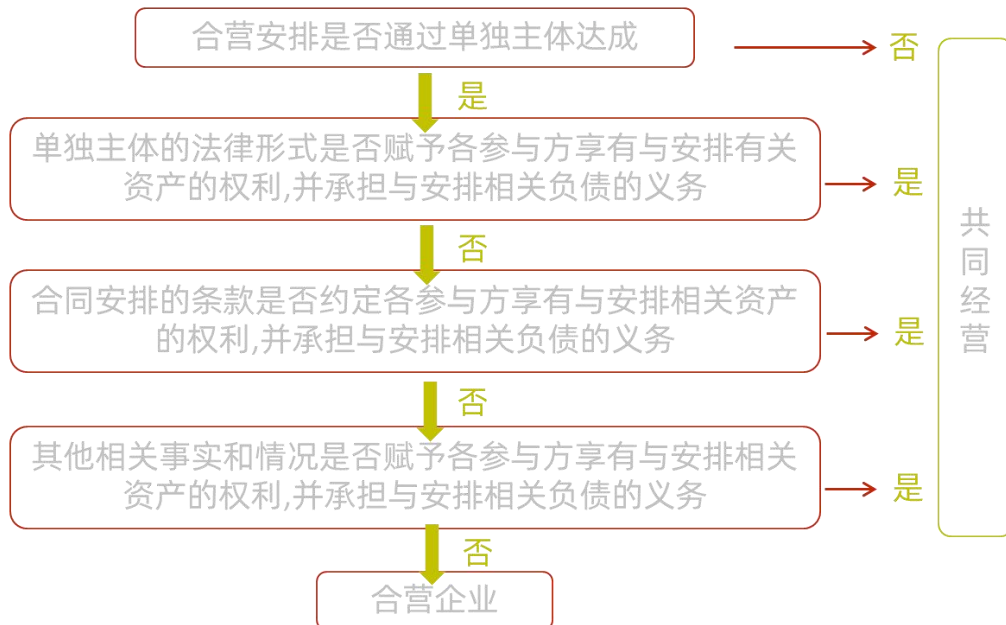 合营安排是否通过单独主体达成
否
是
单独主体的法律形式是否赋予各参与方享有与安排有关
资产的权利,并承担与安排相关负债的义务
是
否
合同安排的条款是否约定各参与方享有与安排相关资产
的权利,并承担与安排相关负债的义务
是
否
其他相关事实和情况是否赋予各参与方享有与安排相关
资产的权利,并承担与安排相关负债的义务
是
否
合营企业
共同经营